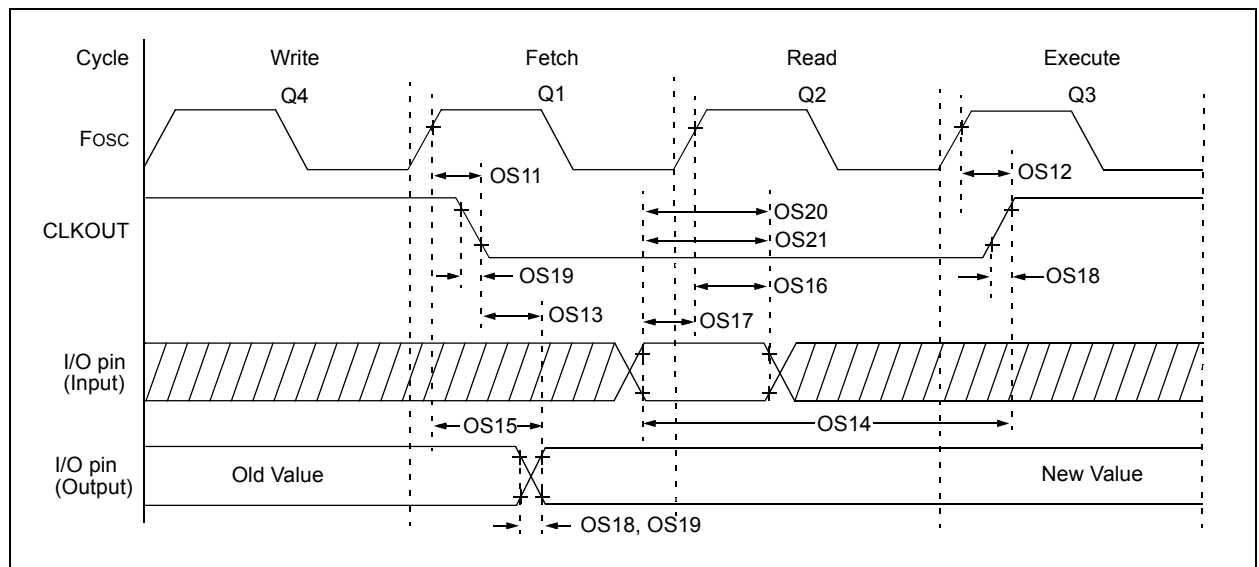 Cycle Write Fetch Read Execute
Q4 Q1 Q2 Q3
FOSC
OS11 OS12
OS20
CLKOUT
OS21
OS19 OS16 OS18
OS13 OS17
I/O pin
(Input)
OS15 OS14
I/O pin
(Output)
Old Value New Value
OS18, OS19